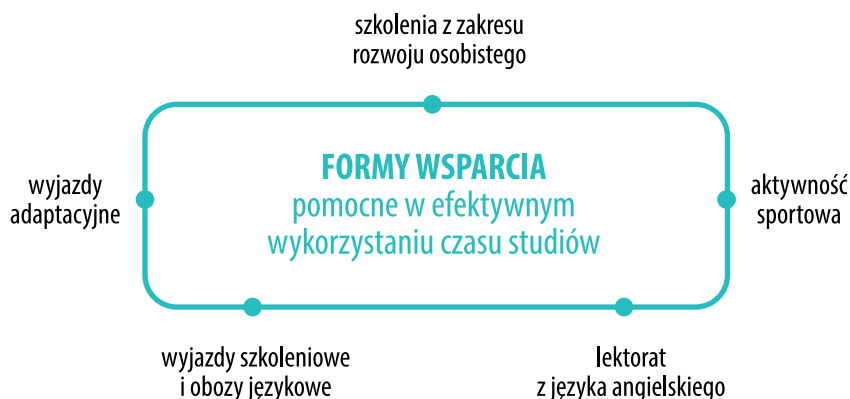 szkolenia z zakresu
rozwoju osobistego
FORMY WSPARCIA
pomocne w efektywnym
wykorzystaniu czasu studiów
wyjazdy
adaptacyjne
aktywność
sportowa
wyjazdy szkoleniowe
i obozy językowe
lektorat
z języka angielskiego